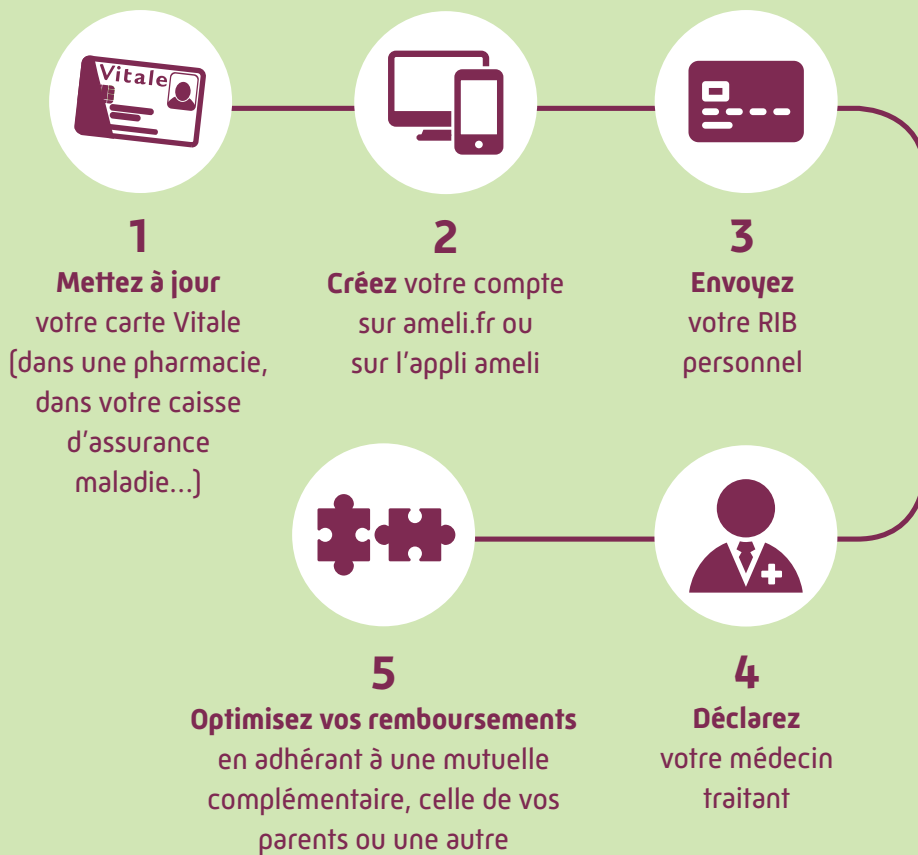 Vitale
1
Mettez à jour
votre carte Vitale
(dans une pharmacie,
dans votre caisse
d'assurance
maladie...)
2
Créez votre compte
sur ameli.fr ou
sur l'appli ameli
3
Envoyez
votre RIB
personnel
4
Déclarez
votre médecin
traitant
5
Optimisez vos remboursements
en adhérant à une mutuelle
complémentaire, celle de vos
parents ou une autre